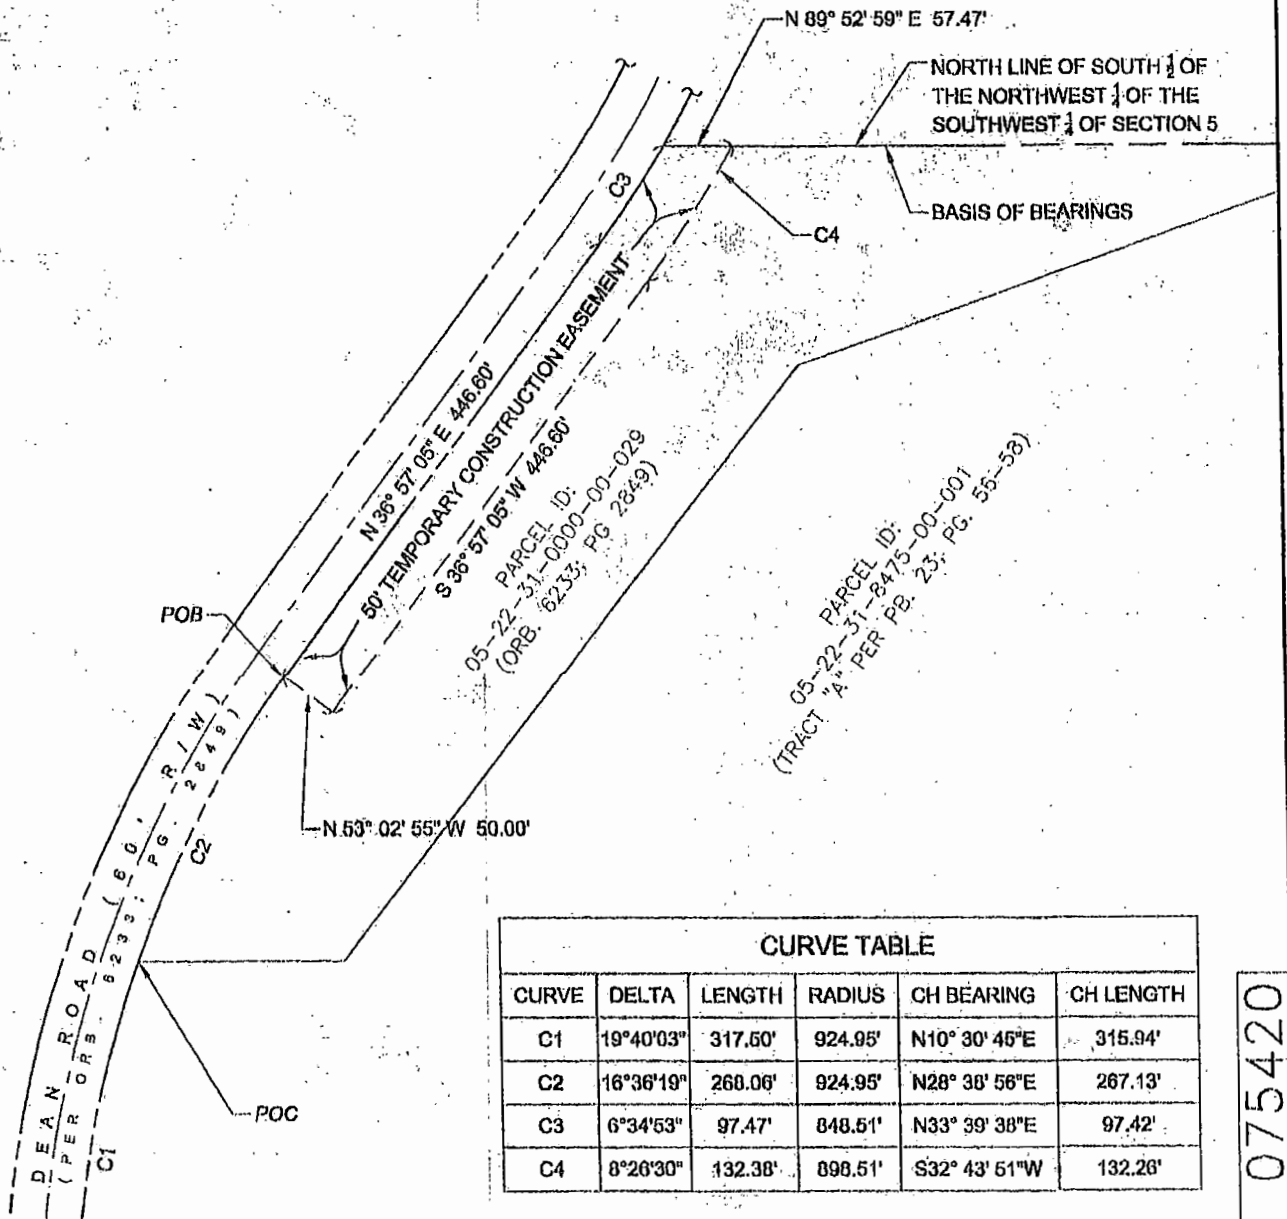 N 89° 52' 59" E 57.47'
NORTH LINE OF SOUTH ½ OF
THE NORTHWEST ¼ OF THE
SOUTHWEST ¼ OF SECTION 5
BASIS OF BEARINGS
C3
C4
N 36° 57' 05" E 446.60'
50' TEMPORARY CONSTRUCTION EASEMENT
S 36° 57' 05" W 446.60'
PARCEL ID:
05-22-31-0000-00-029
(ORB. 6233; PG 2849)
PARCEL ID:
05-22-31-8475-00-001
(TRACT "A" PER PB. 23; PG. 55-58)
POB
N 53° 02' 55" W 50.00'
C2
DEAN ROAD (60' R/W)
(PER ORB. 6233; PG. 2849)
POC
C1
CURVE TABLE
CURVE DELTA LENGTH RADIUS CH BEARING CH LENGTH
C1 19°40'03" 317.50' 924.95' N10° 30' 45"E 315.94'
C2 16°36'19" 268.06' 924.95' N28° 38' 56"E 267.13'
C3 6°34'53" 97.47' 848.51' N33° 39' 38"E 97.42'
C4 8°26'30" 132.38' 898.51' S32° 43' 51"W 132.26'
075420